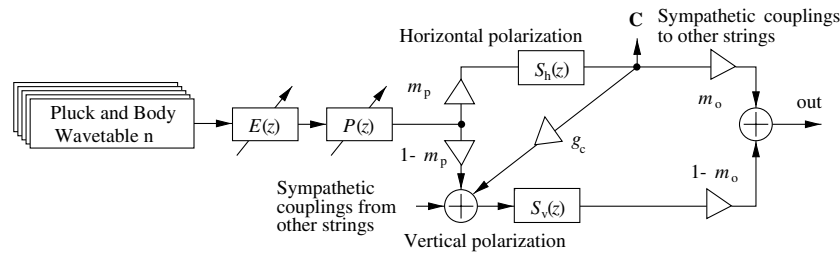 C
Sympathetic couplings
to other strings
Horizontal polarization
S_h(z)
m_p
m_o
out
Pluck and Body
Wavetable n
E(z)
P(z)
g_c
1- m_p
1- m_o
Sympathetic
couplings from
other strings
S_v(z)
Vertical polarization